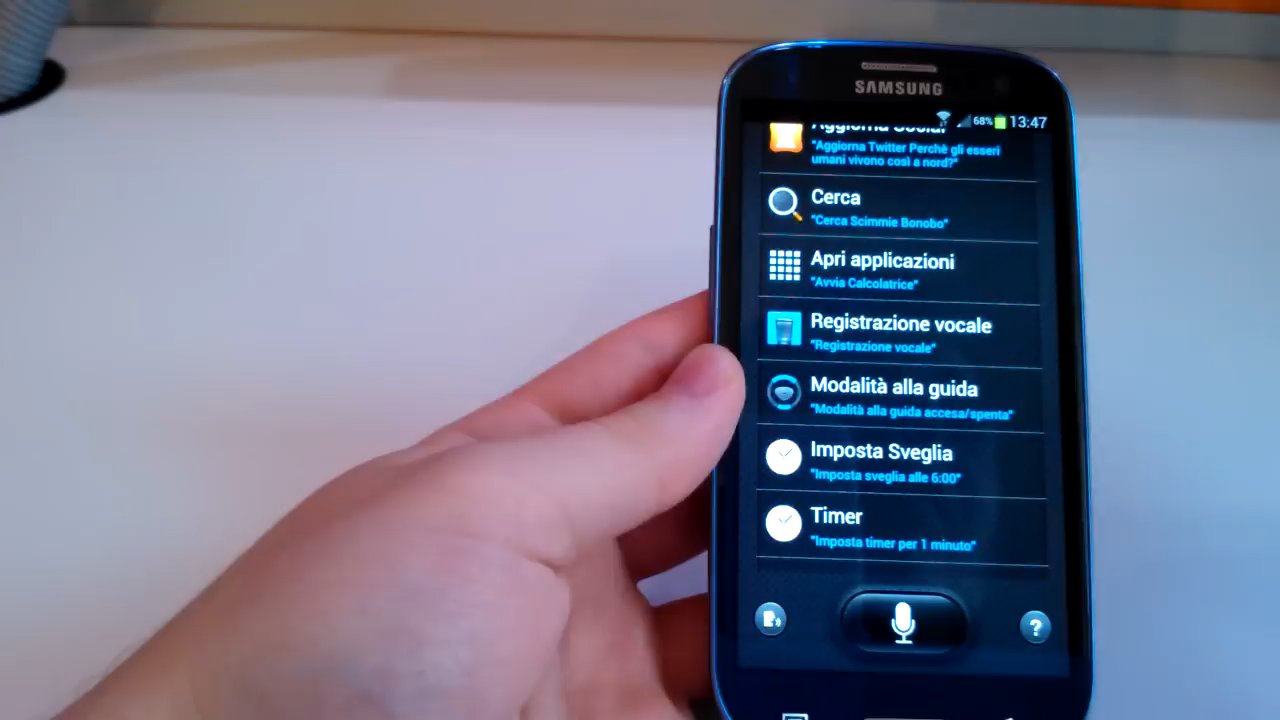 SAMSUNG
68% 13:47
Aggiorna Social
"Aggiorna Twitter Perchè gli esseri
umani vivono così a nord?"
Cerca
"Cerca Scimmie Bonobo"
Apri applicazioni
"Avvia Calcolatrice"
Registrazione vocale
"Registrazione vocale"
Modalità alla guida
"Modalità alla guida accesa/spenta"
Imposta Sveglia
"Imposta sveglia alle 6:00"
Timer
"Imposta timer per 1 minuto"
?